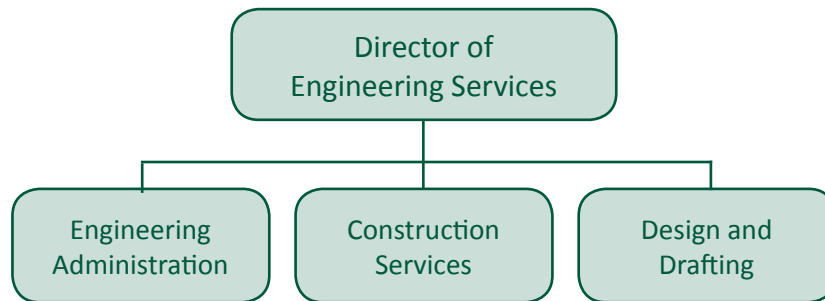 Director of
Engineering Services
Engineering
Administration
Construction
Services
Design and
Drafting